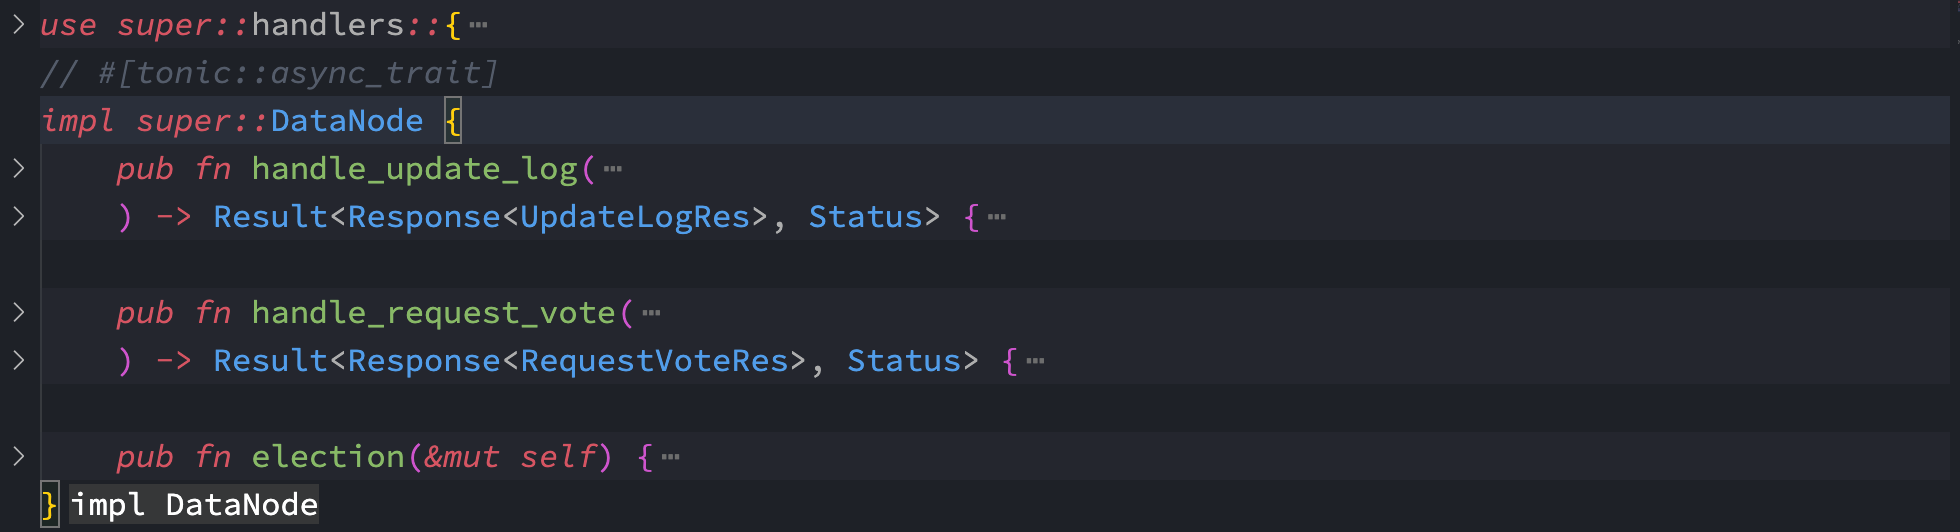 use super::handlers::{⋯
// #[tonic::async_trait]
impl super::DataNode {
pub fn handle_update_log(⋯
) -> Result<Response<UpdateLogRes>, Status> {⋯
pub fn handle_request_vote(⋯
) -> Result<Response<RequestVoteRes>, Status> {⋯
pub fn election(&mut self) {⋯
} impl DataNode